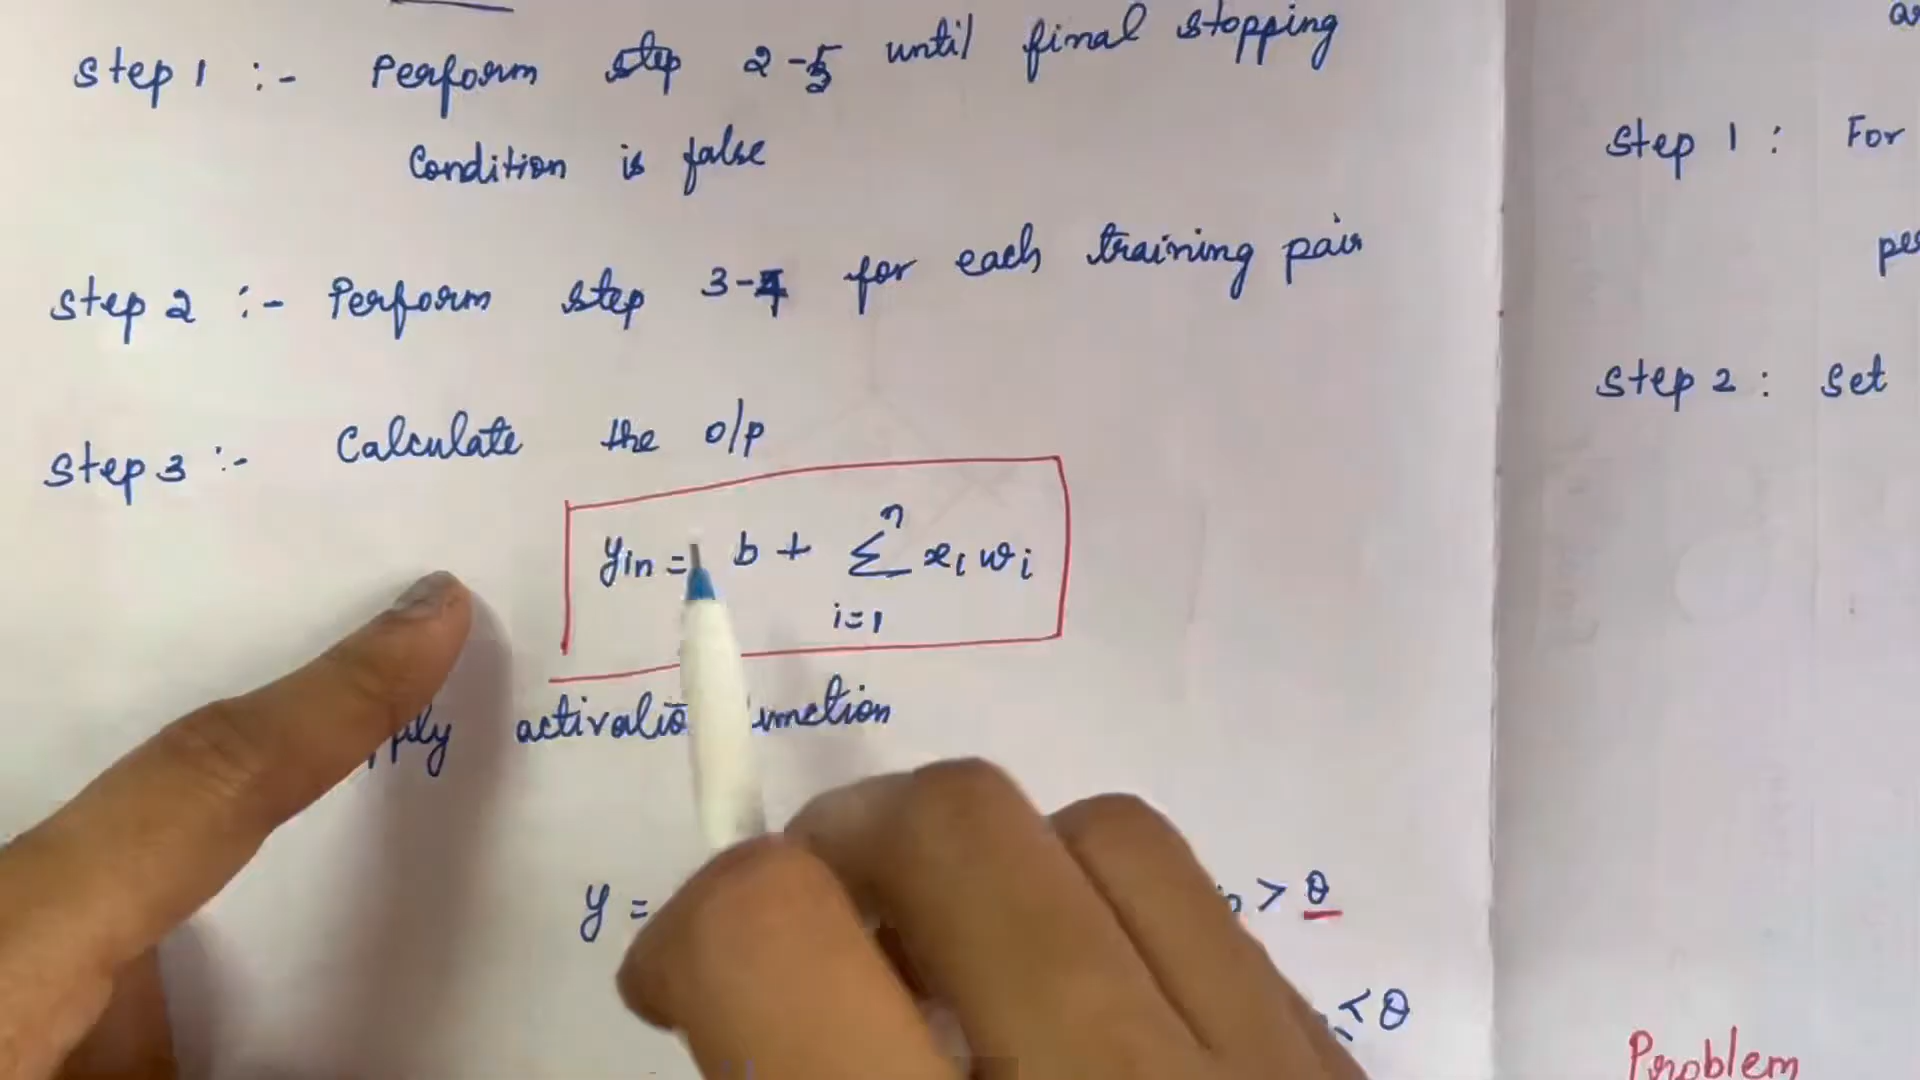 Step 1 :- Perform step 2-5 until final stopping
Condition is false
Step 2 :- Perform step 3-4 for each training pair
Step 3 :- Calculate the o/p
yin = b + n∑i=1 xi wi
activation
y =
> θ
≤ θ
Step 1 : For
Step 2 : Set
Problem